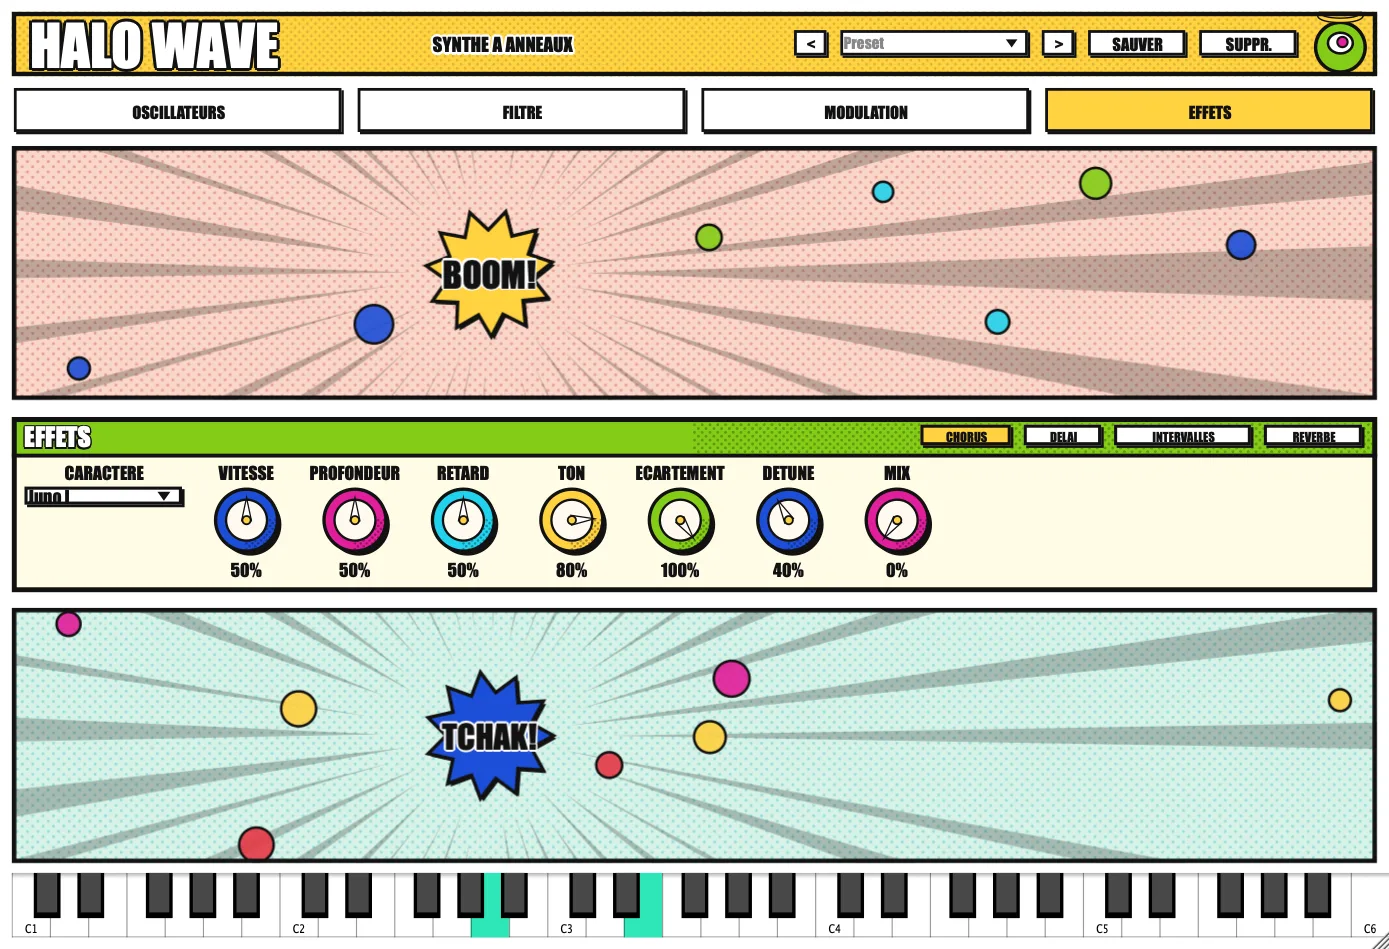 HALO WAVE
SYNTHE A ANNEAUX
<
Preset
>
SAUVER
SUPPR.
OSCILLATEURS
FILTRE
MODULATION
EFFETS
BOOM!
EFFETS
CHORUS
DELAI
INTERVALLES
REVERBE
CARACTERE
VITESSE
PROFONDEUR
RETARD
TON
ECARTEMENT
DETUNE
MIX
Juno I
50%
50%
50%
80%
100%
40%
0%
TCHAK!
C1
C2
C3
C4
C5
C6